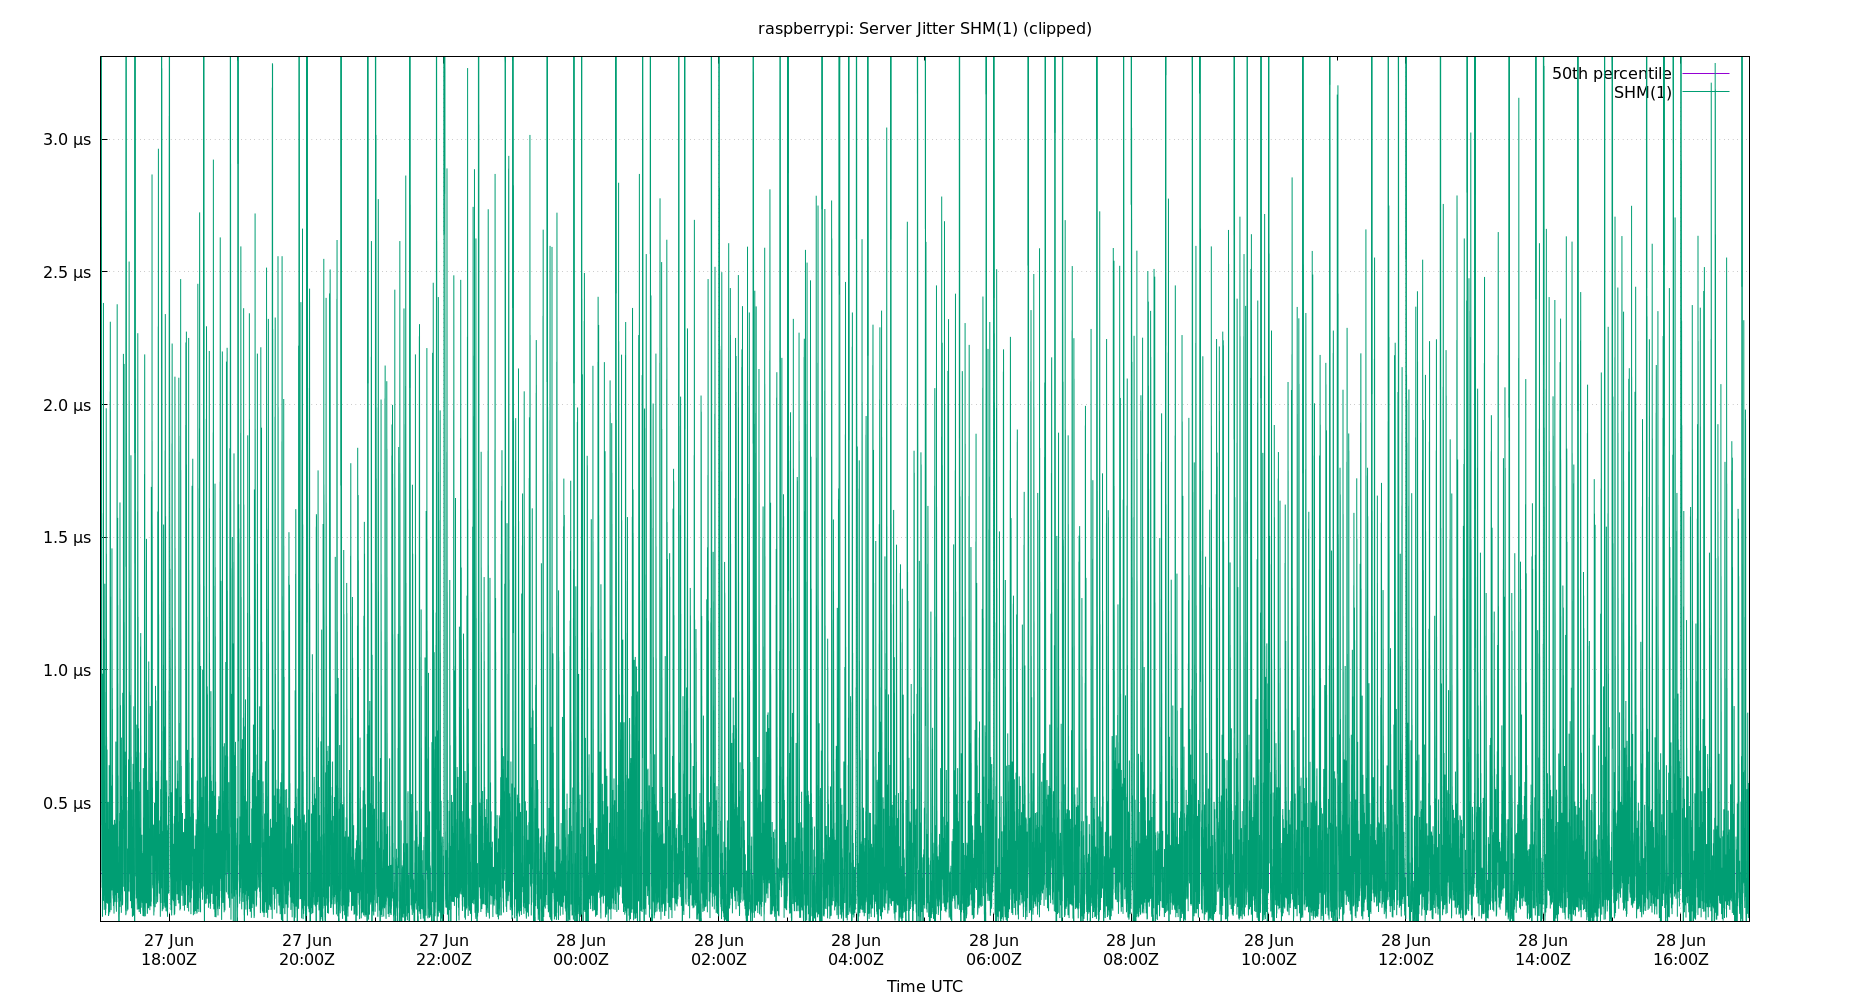 raspberrypi: Server Jitter SHM(1) (clipped)
50th percentile
SHM(1)
3.0 µs
2.5 µs
2.0 µs
1.5 µs
1.0 µs
0.5 µs
27 Jun 27 Jun 27 Jun 28 Jun 28 Jun 28 Jun 28 Jun 28 Jun 28 Jun 28 Jun 28 Jun 28 Jun
18:00Z 20:00Z 22:00Z 00:00Z 02:00Z 04:00Z 06:00Z 08:00Z 10:00Z 12:00Z 14:00Z 16:00Z
Time UTC